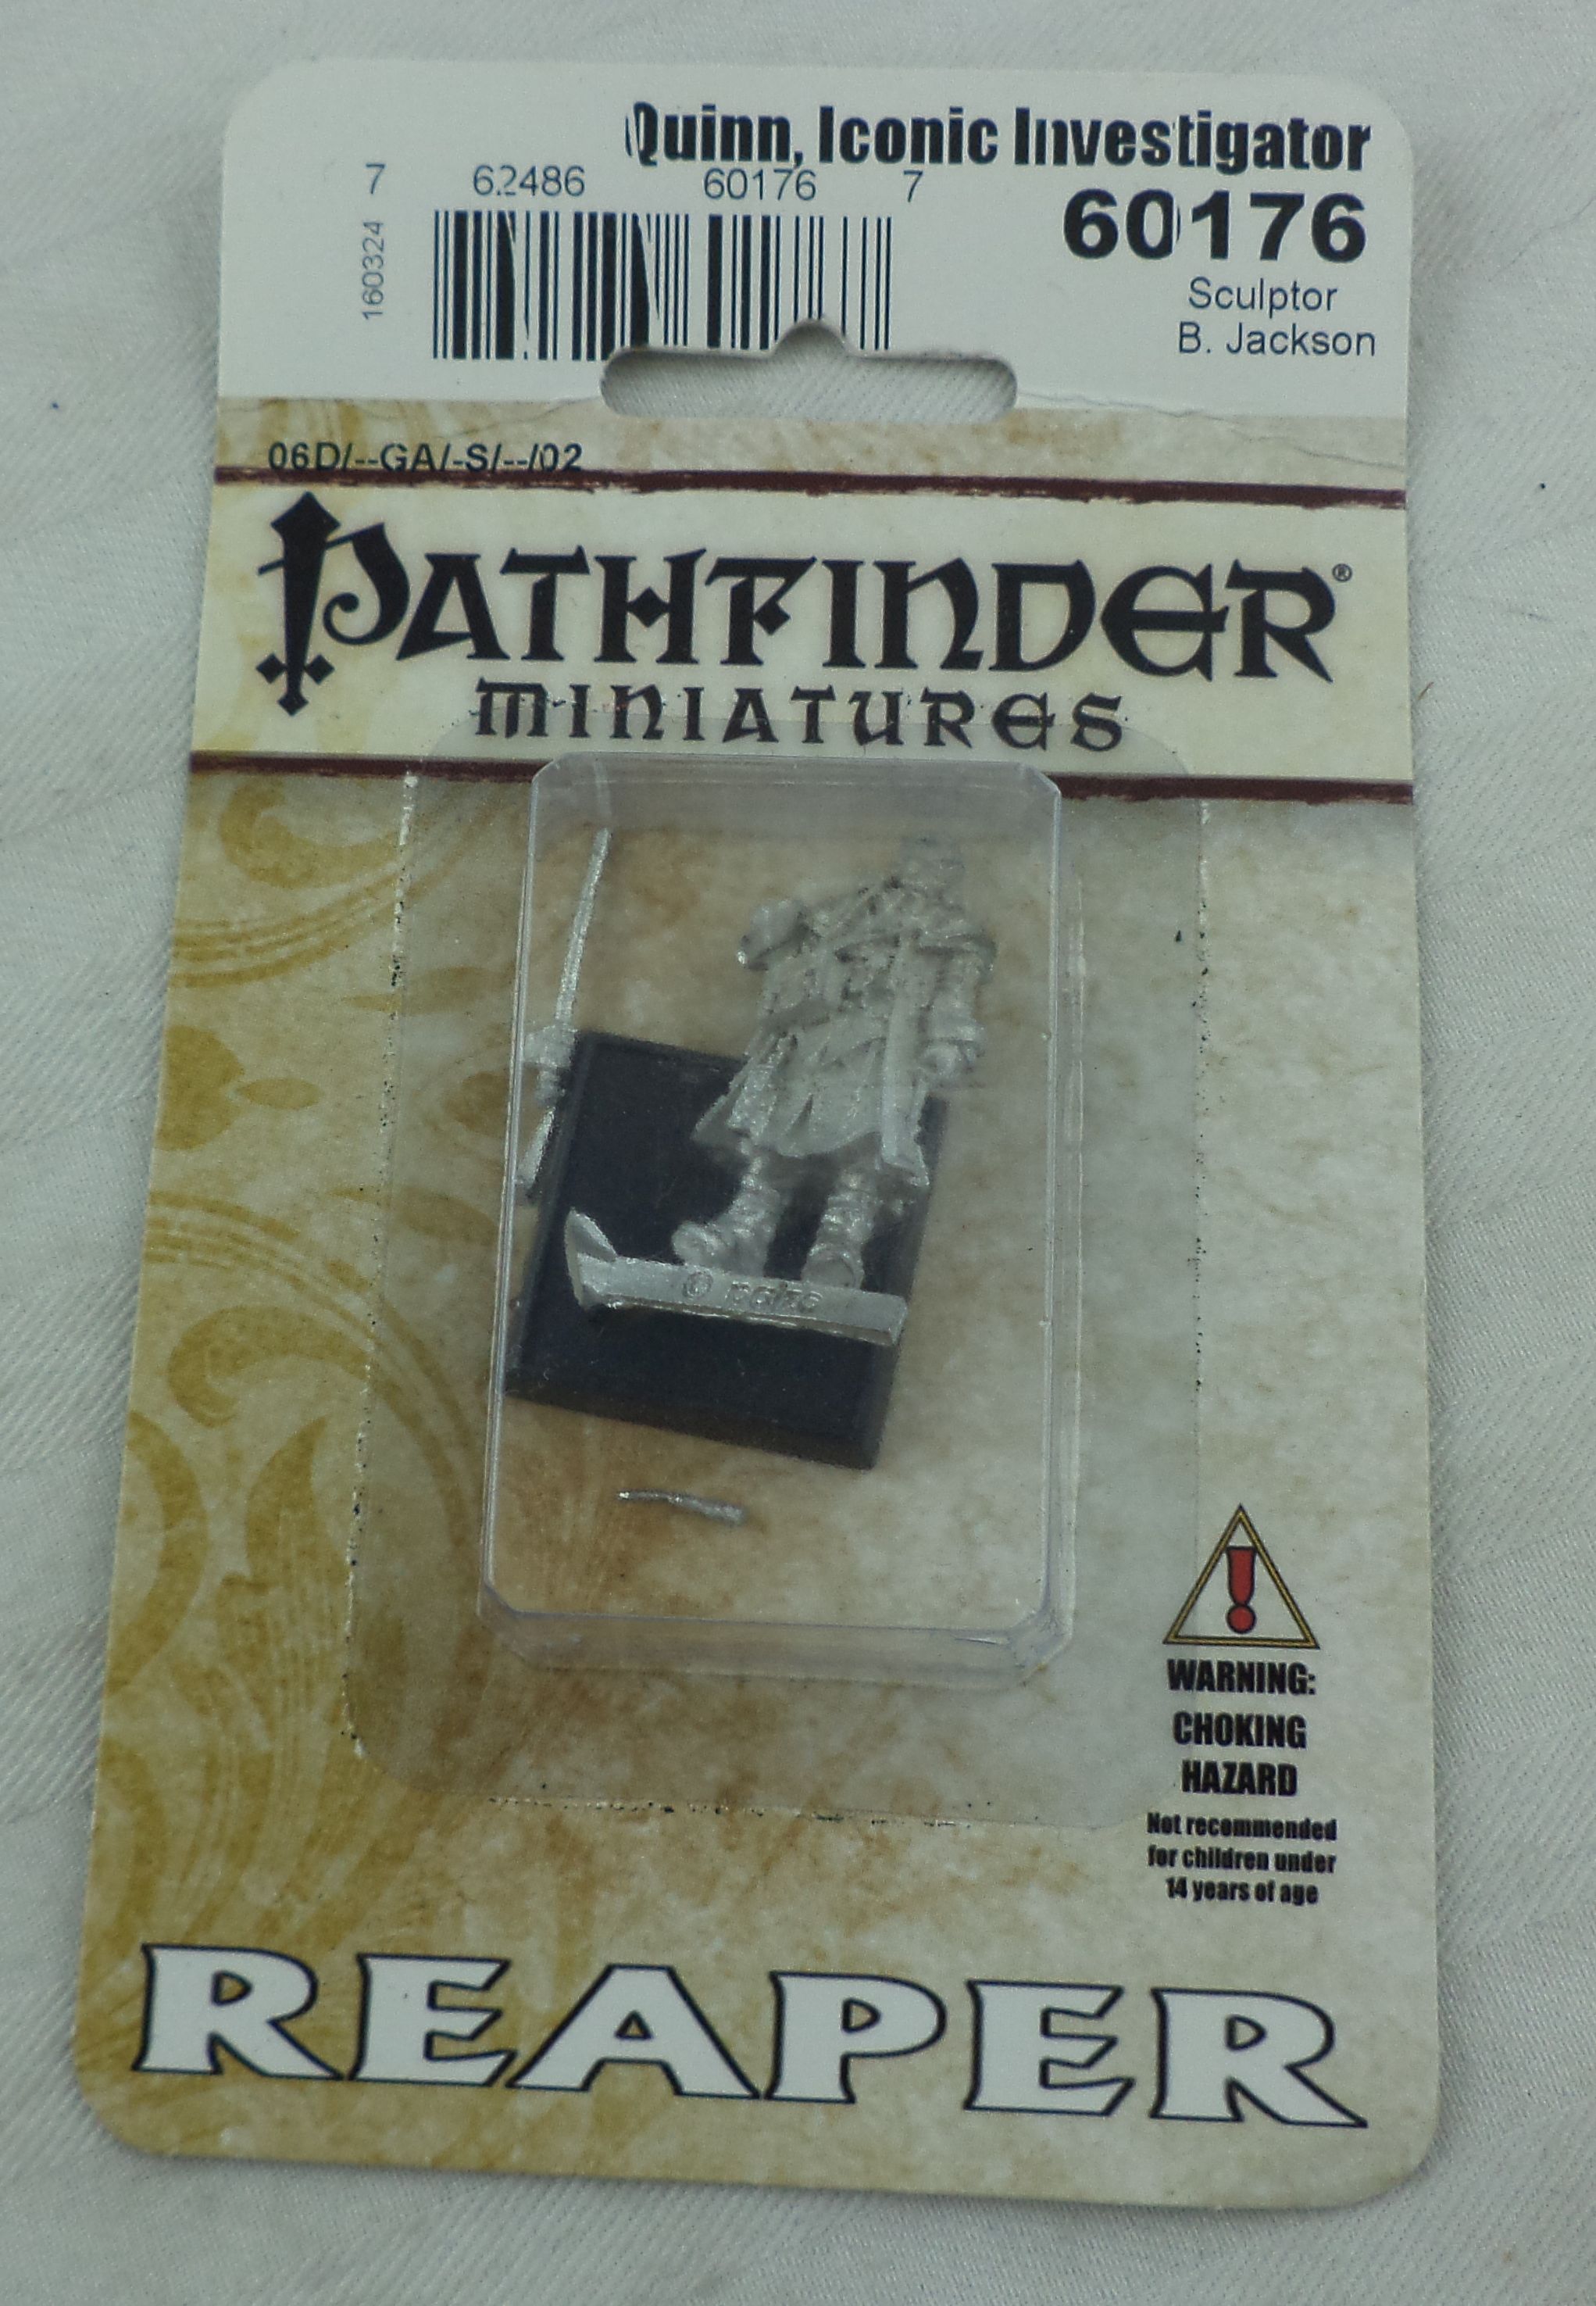 Quinn, Iconic Investigator
7 62486 60176 7
60176
160324
Sculptor
B. Jackson
06D/--GA/-S/--/02
PATHFINDER®
MINIATURES
©
WARNING:
CHOKING
HAZARD
Not recommended
for children under
14 years of age
REAPER